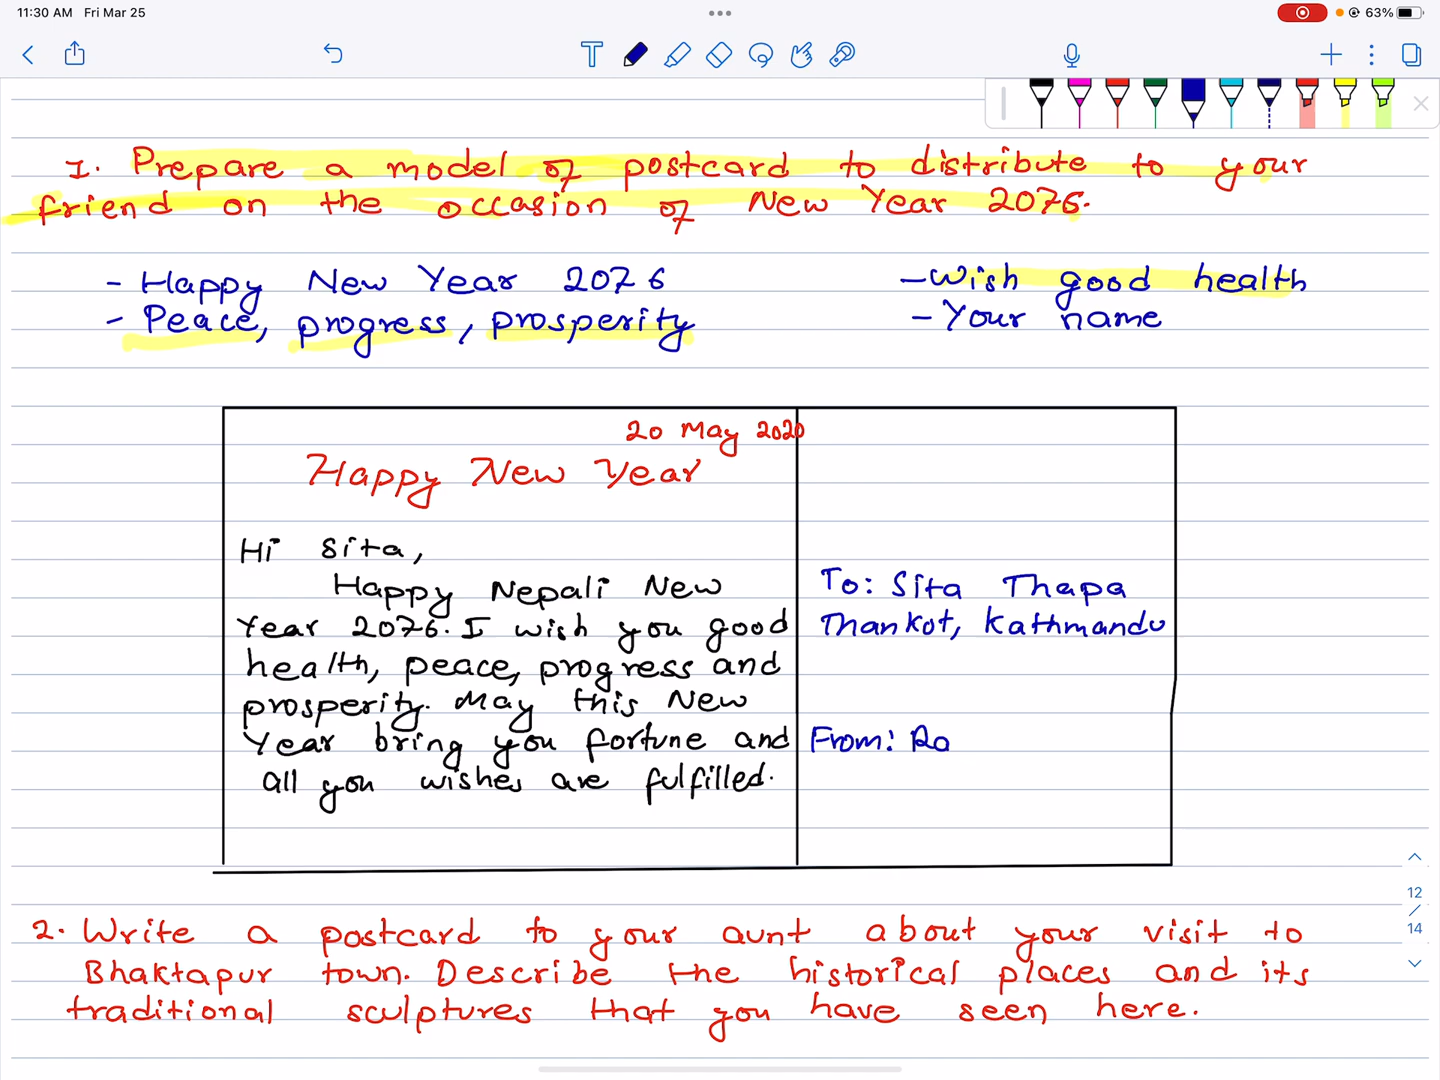 11:30 AM Fri Mar 25
63%
1. Prepare a model of postcard to distribute to your
friend on the occasion of New Year 2076.
- Happy New Year 2076
- Peace, progress, prosperity
- Wish good health
- Your name
20 May 2020
Happy New Year
Hi Sita,
Happy Nepali New
Year 2076. I wish you good
health, peace, progress and
prosperity. May this New
Year bring you fortune and
all you wishes are fulfilled.
To: Sita Thapa
Thankot, Kathmandu
From: Ra
12
/
14
2. Write a postcard to your aunt about your visit to
Bhaktapur town. Describe the historical places and its
traditional sculptures that you have seen here.